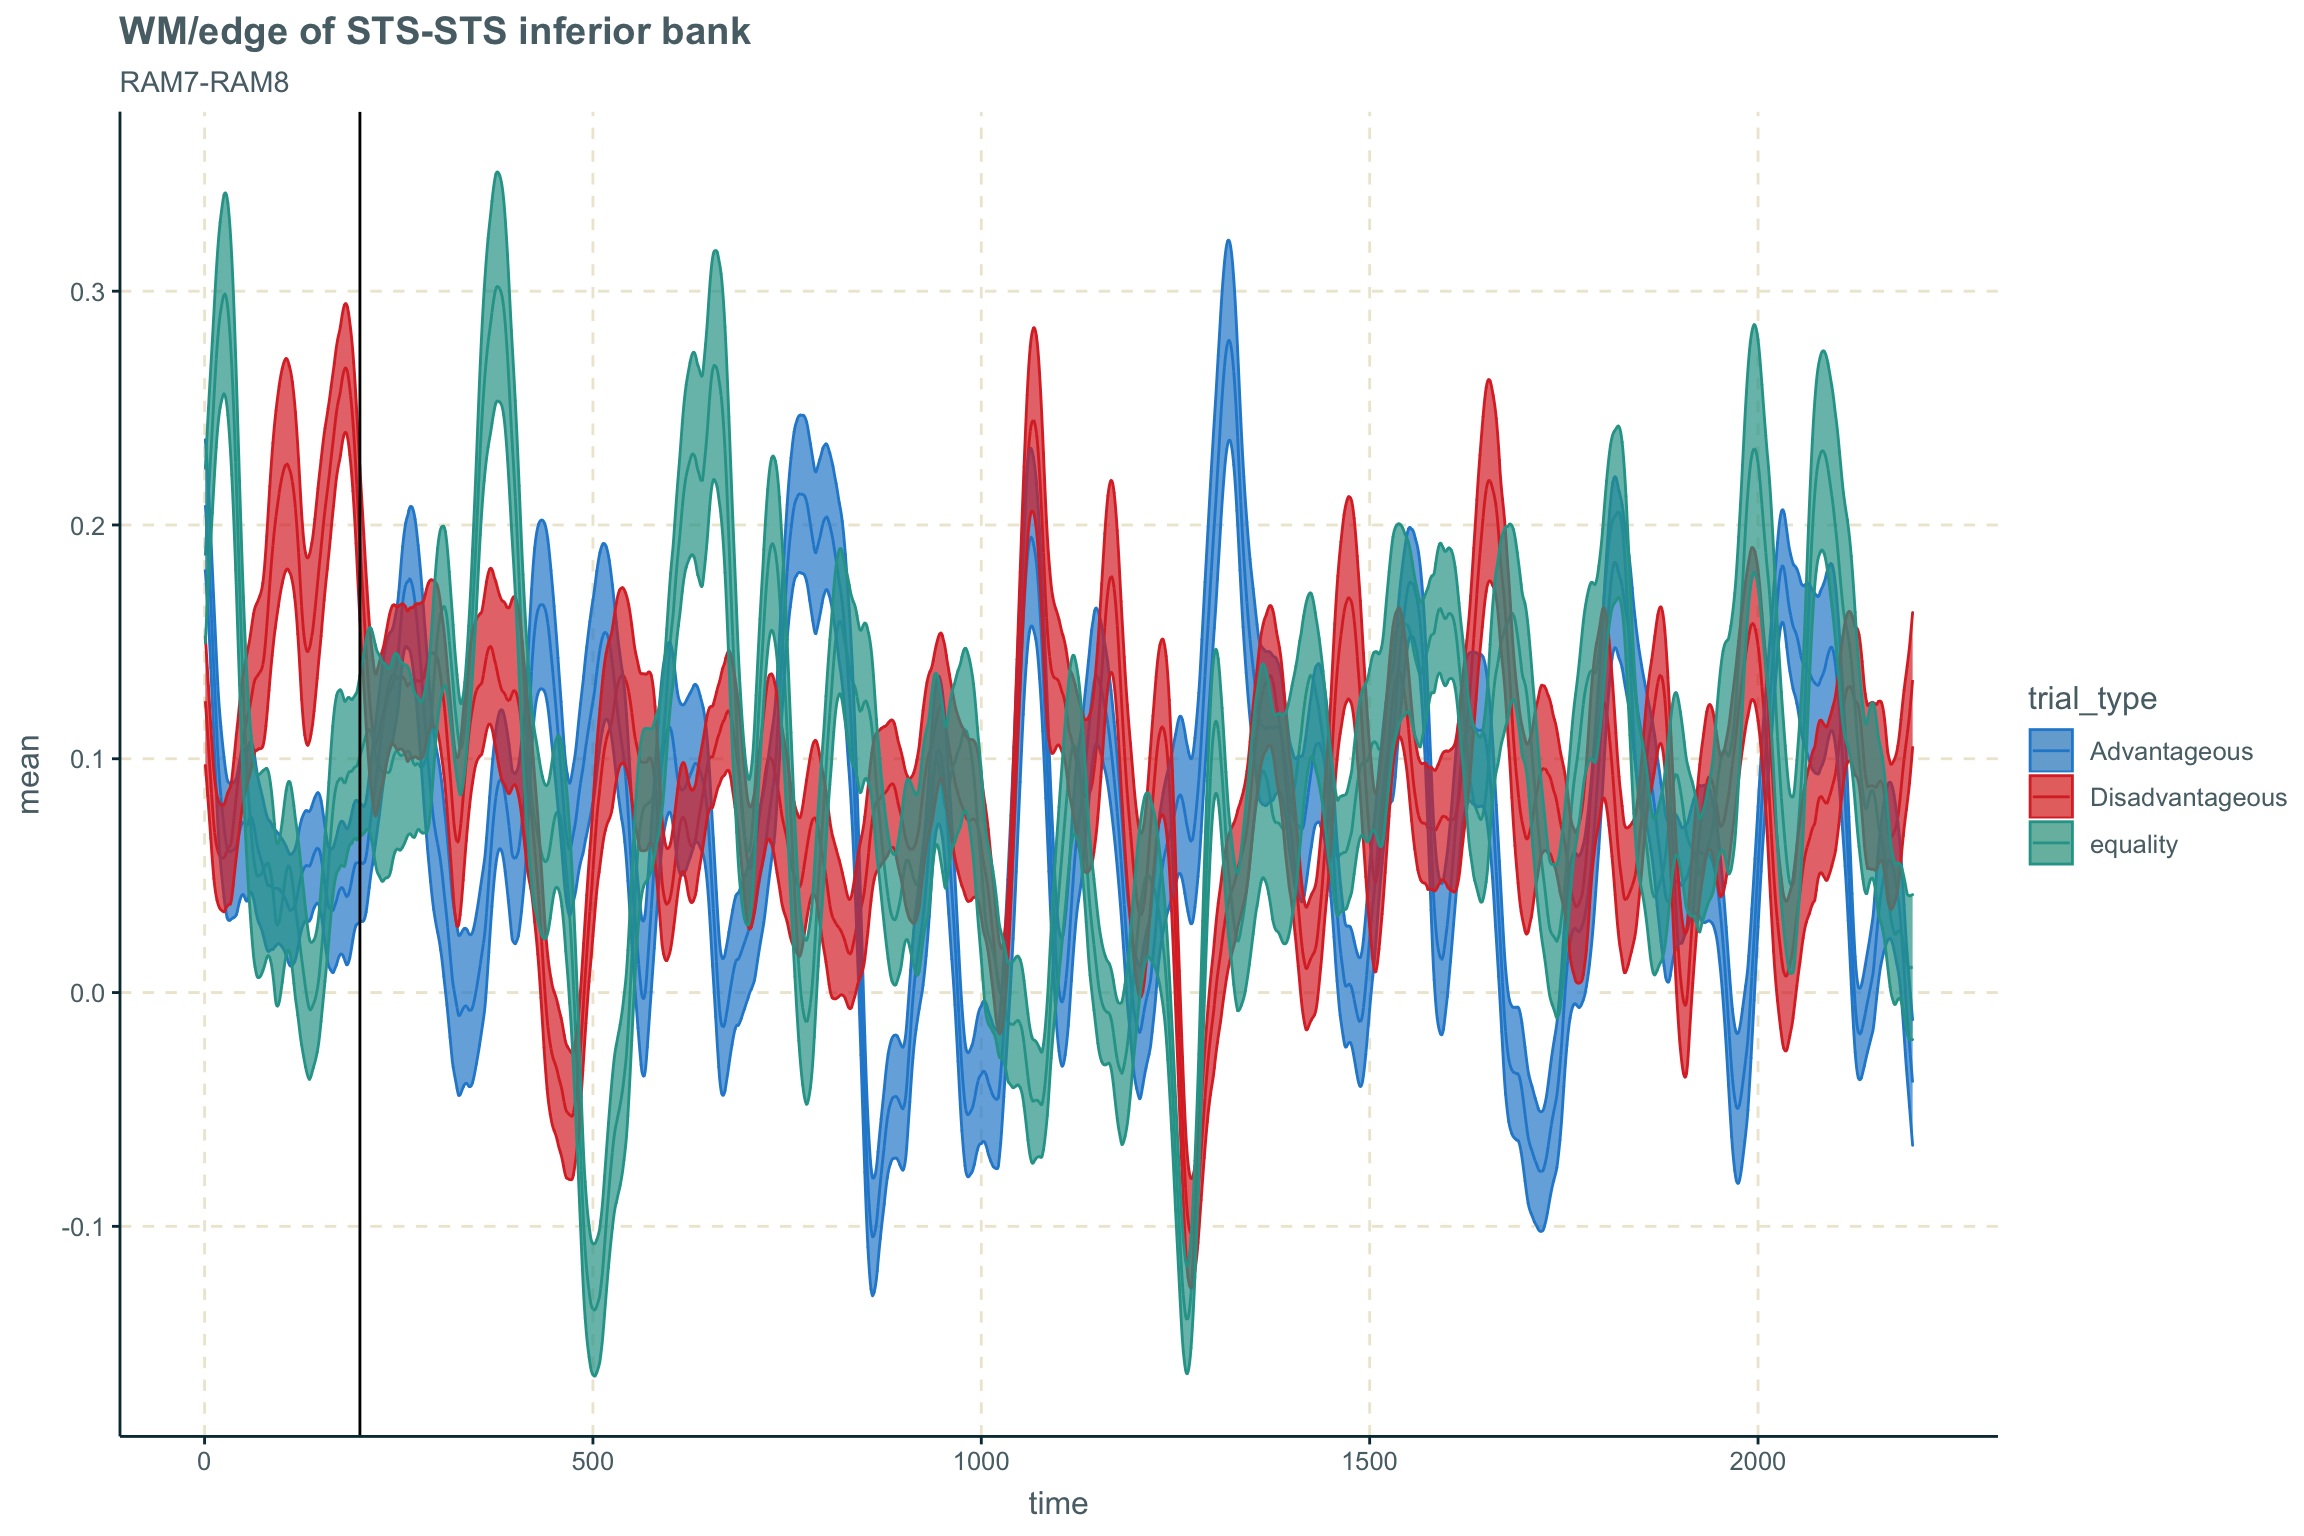 WM/edge of STS-STS inferior bank
RAM7-RAM8
mean
0.3
0.2
0.1
0.0
-0.1
0
500
1000
1500
2000
time
trial_type
Advantageous
Disadvantageous
equality